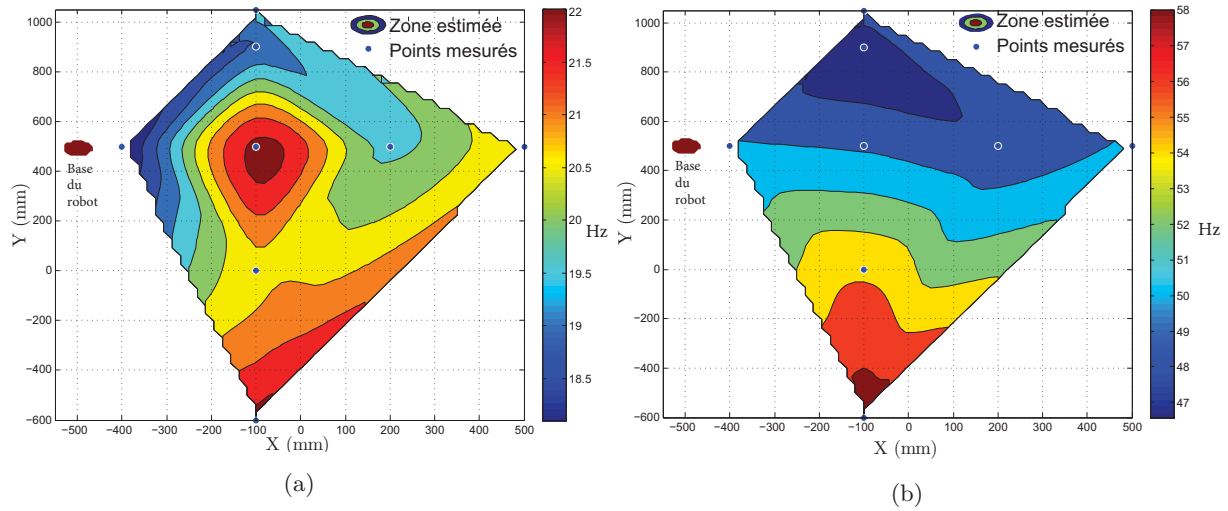 Zone estimée
Points mesurés
1000
800
600
400
200
0
−200
−400
−600
Y (mm)
Base
du
robot
−500 −400 −300 −200 −100 0 100 200 300 400 500
X (mm)
22
21.5
21
20.5
20
19.5
19
18.5
Hz
(a)
Zone estimée
Points mesurés
1000
800
600
400
200
0
−200
−400
−600
Y (mm)
Base
du
robot
−500 −400 −300 −200 −100 0 100 200 300 400 500
X (mm)
58
57
56
55
54
53
52
51
50
49
48
47
Hz
(b)